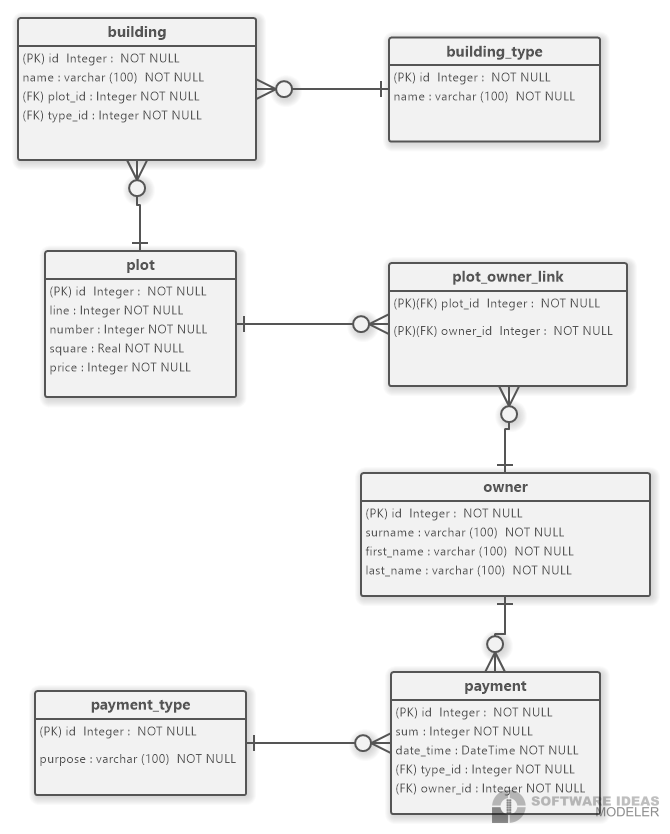 building
(PK) id Integer : NOT NULL
name : varchar (100) NOT NULL
(FK) plot_id : Integer NOT NULL
(FK) type_id : Integer NOT NULL
building_type
(PK) id Integer : NOT NULL
name : varchar (100) NOT NULL
plot
(PK) id Integer : NOT NULL
line : Integer NOT NULL
number : Integer NOT NULL
square : Real NOT NULL
price : Integer NOT NULL
plot_owner_link
(PK)(FK) plot_id Integer : NOT NULL
(PK)(FK) owner_id Integer : NOT NULL
owner
(PK) id Integer : NOT NULL
surname : varchar (100) NOT NULL
first_name : varchar (100) NOT NULL
last_name : varchar (100) NOT NULL
payment_type
(PK) id Integer : NOT NULL
purpose : varchar (100) NOT NULL
payment
(PK) id Integer : NOT NULL
sum : Integer NOT NULL
date_time : DateTime NOT NULL
(FK) type_id : Integer NOT NULL
(FK) owner_id : Integer NOT NULL
SOFTWARE IDEAS
MODELER